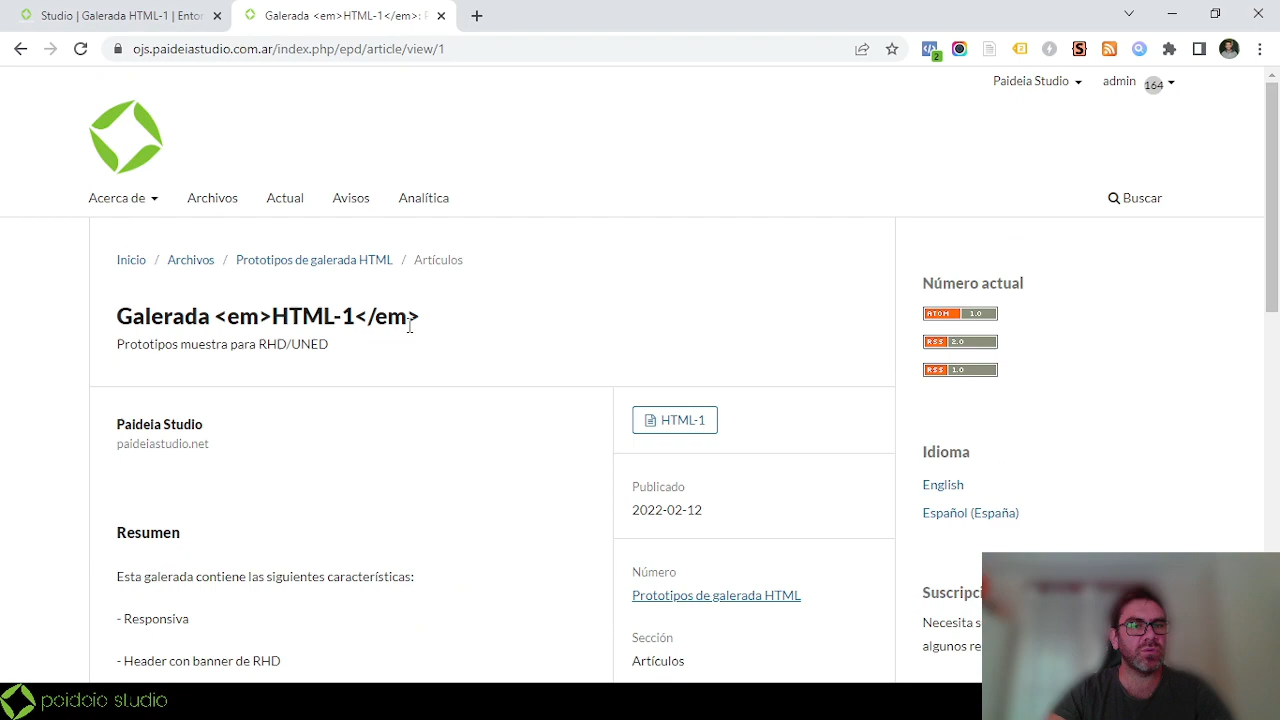 Studio | Galerada HTML-1 | Entor
Galerada <em>HTML-1</em>: P
ojs.paideiastudio.com.ar/index.php/epd/article/view/1
2
Paideia Studio
admin 164
Acerca de
Archivos
Actual
Avisos
Analítica
Buscar
Inicio / Archivos / Prototipos de galerada HTML / Artículos
Galerada <em>HTML-1</em>
Prototipos muestra para RHD/UNED
Paideia Studio
paideiastudio.net
Resumen
Esta galerada contiene las siguientes características:
- Responsiva
- Header con banner de RHD
HTML-1
Publicado
2022-02-12
Número
Prototipos de galerada HTML
Sección
Artículos
Número actual
ATOM 1.0
RSS 2.0
RSS 1.0
Idioma
English
Español (España)
Suscripci
Necesita s
algunos re
paideia studio